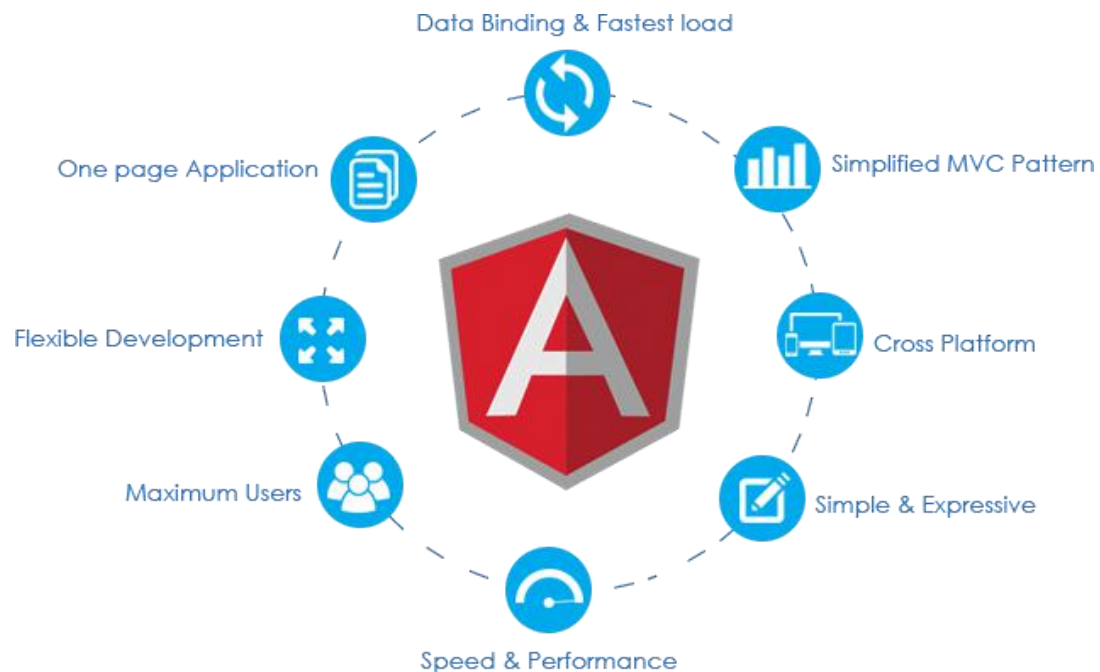 Data Binding & Fastest load
One page Application
Simplified MVC Pattern
A
Flexible Development
Cross Platform
Maximum Users
Simple & Expressive
Speed & Performance